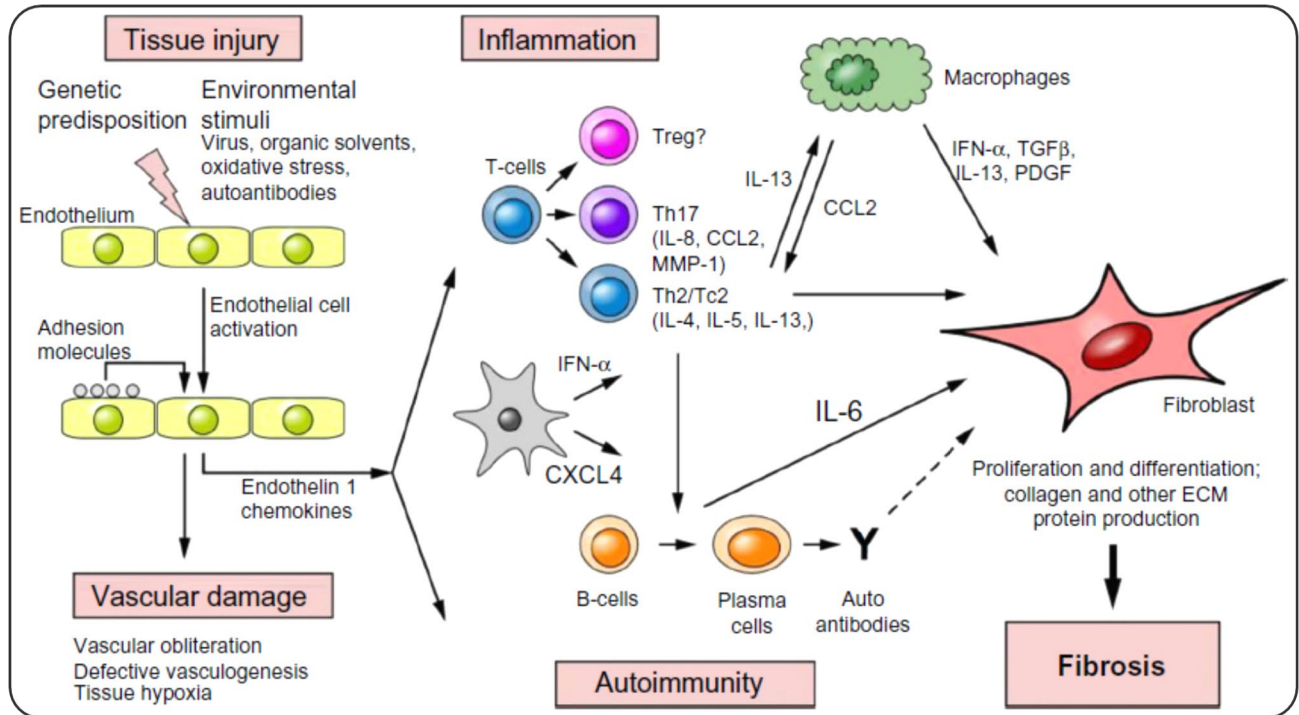 Tissue injury
Genetic
predisposition
Environmental
stimuli
Virus, organic solvents,
oxidative stress,
autoantibodies
Endothelium
Endothelial cell
activation
Adhesion
molecules
Endothelin 1
chemokines
Vascular damage
Vascular obliteration
Defective vasculogenesis
Tissue hypoxia
Inflammation
T-cells
Treg?
Th17
(IL-8, CCL2,
MMP-1)
Th2/Tc2
(IL-4, IL-5, IL-13,)
IFN-α
CXCL4
Macrophages
IL-13
CCL2
IFN-α, TGFβ,
IL-13, PDGF
IL-6
B-cells
Plasma
cells
Y
Auto
antibodies
Autoimmunity
Fibroblast
Proliferation and differentiation;
collagen and other ECM
protein production
Fibrosis